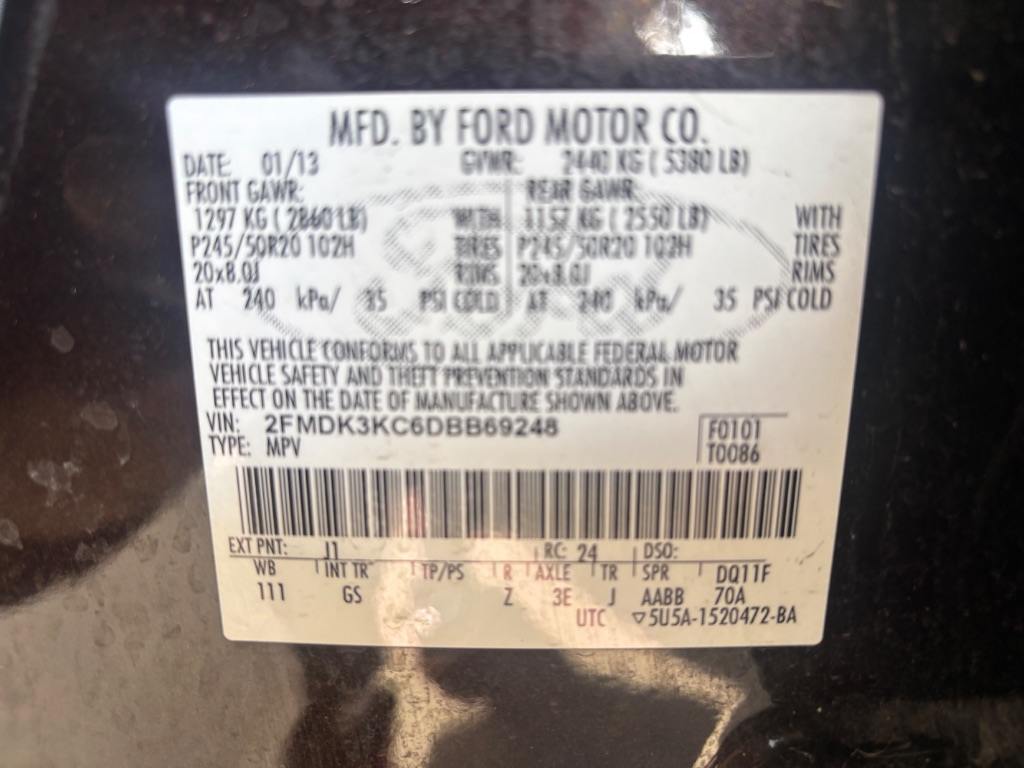 MFD. BY FORD MOTOR CO.
DATE: 01/13 GVWR: 2440 KG ( 5380 LB)
FRONT GAWR: REAR GAWR:
1297 KG ( 2860 LB) WITH 1157 KG ( 2550 LB) WITH
P245/50R20 102H TIRES P245/50R20 102H TIRES
20x8.0J RIMS 20x8.0J RIMS
AT 240 kPa/ 35 PSI COLD AT 240 kPa/ 35 PSI COLD
THIS VEHICLE CONFORMS TO ALL APPLICABLE FEDERAL MOTOR
VEHICLE SAFETY AND THEFT PREVENTION STANDARDS IN
EFFECT ON THE DATE OF MANUFACTURE SHOWN ABOVE.
VIN: 2FMDK3KC6DBB69248 F0101
TYPE: MPV T0086
EXT PNT: J1 RC: 24 DSO:
WB INT TR TP/PS R AXLE TR SPR DQ11F
111 GS Z 3E J AABB 70A
UTC ▽5U5A-1520472-BA